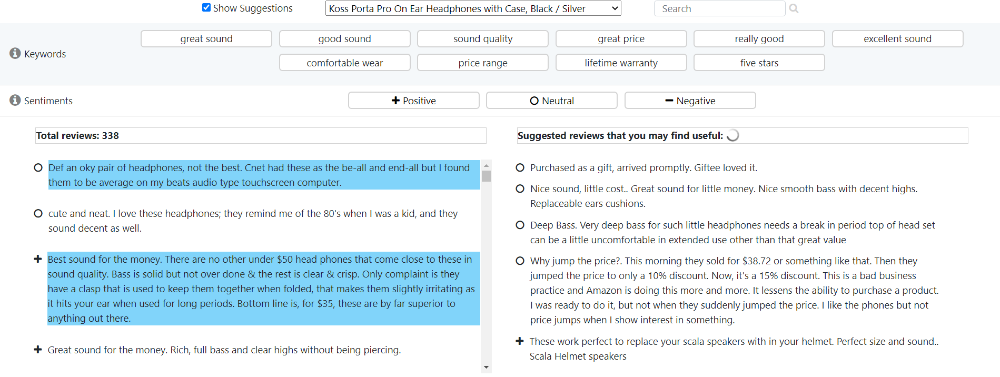 Show Suggestions
Koss Porta Pro On Ear Headphones with Case, Black / Silver
Search
Keywords
great sound
good sound
sound quality
great price
really good
excellent sound
comfortable wear
price range
lifetime warranty
five stars
Sentiments
Positive
Neutral
Negative
Total reviews: 338
Def an oky pair of headphones, not the best. Cnet had these as the be-all and end-all but I found
them to be average on my beats audio type touchscreen computer.
cute and neat. I love these headphones; they remind me of the 80's when I was a kid, and they
sound decent as well.
Best sound for the money. There are no other under $50 head phones that come close to these in
sound quality. Bass is solid but not over done & the rest is clear & crisp. Only complaint is they
have a clasp that is used to keep them together when folded, that makes them slightly irritating as
it hits your ear when used for long periods. Bottom line is, for $35, these are by far superior to
anything out there.
Great sound for the money. Rich, full bass and clear highs without being piercing.
Suggested reviews that you may find useful:
Purchased as a gift, arrived promptly. Giftee loved it.
Nice sound, little cost.. Great sound for little money. Nice smooth bass with decent highs.
Replaceable ears cushions.
Deep Bass. Very deep bass for such little headphones needs a break in period top of head set
can be a little uncomfortable in extended use other than that great value
Why jump the price?. This morning they sold for $38.72 or something like that. Then they
jumped the price to only a 10% discount. Now, it's a 15% discount. This is a bad business
practice and Amazon is doing this more and more. It lessens the ability to purchase a product.
I was ready to do it, but not when they suddenly jumped the price. I like the phones but not
price jumps when I show interest in something.
These work perfect to replace your scala speakers with in your helmet. Perfect size and sound..
Scala Helmet speakers